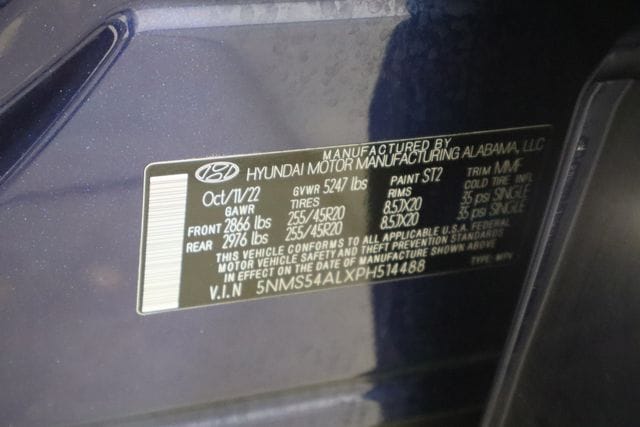 MANUFACTURED BY
HYUNDAI MOTOR MANUFACTURING ALABAMA, LLC
Oct/11/22 GVWR 5247 lbs PAINT ST2 TRIM MMF
GAWR TIRES RIMS COLD TIRE INFL
FRONT 2866 lbs 255/45R20 8.5JX20 35 psi SINGLE
REAR 2976 lbs 255/45R20 8.5JX20 35 psi SINGLE
THIS VEHICLE CONFORMS TO ALL APPLICABLE U.S.A. FEDERAL
MOTOR VEHICLE SAFETY AND THEFT PREVENTION STANDARDS
IN EFFECT ON THE DATE OF MANUFACTURE SHOWN ABOVE
V.I.N 5NMS54ALXPH514488 TYPE: MPV